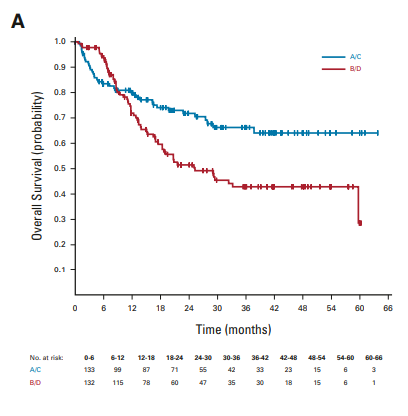 A
1.0
0.9
0.8
0.7
0.6
0.5
0.4
0.3
0.2
0.1
Overall Survival (probability)
A/C
B/D
0 6 12 18 24 30 36 42 48 54 60 66
Time (months)
No. at risk: 0-6 6-12 12-18 18-24 24-30 30-36 36-42 42-48 48-54 54-60 60-66
A/C 133 99 87 71 55 42 33 23 15 6 3
B/D 132 115 78 60 47 35 30 18 15 6 1